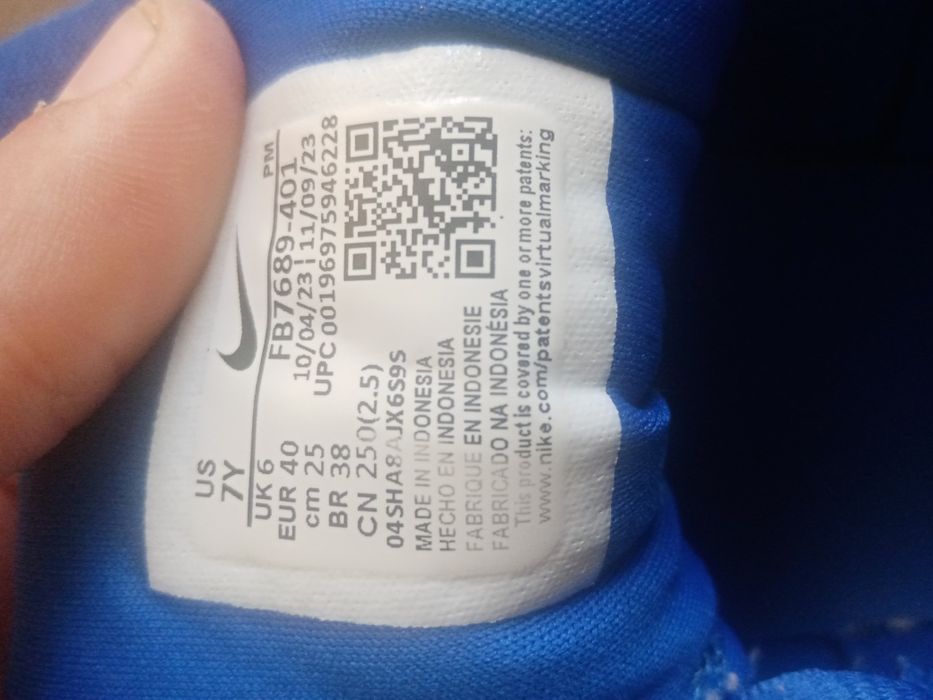 US
7Y
UK 6
EUR 40
cm 25
BR 38
CN 250(2.5)
PM
FB7689-401
10/04/23 | 11/09/23
UPC 00196975946228
04SHA8AJX6S9S
MADE IN INDONESIA
HECHO EN INDONESIA
FABRIQUE EN INDONESIE
FABRICADO NA INDONÉSIA
This product is covered by one or more patents:
www.nike.com/patentsvirtualmarking